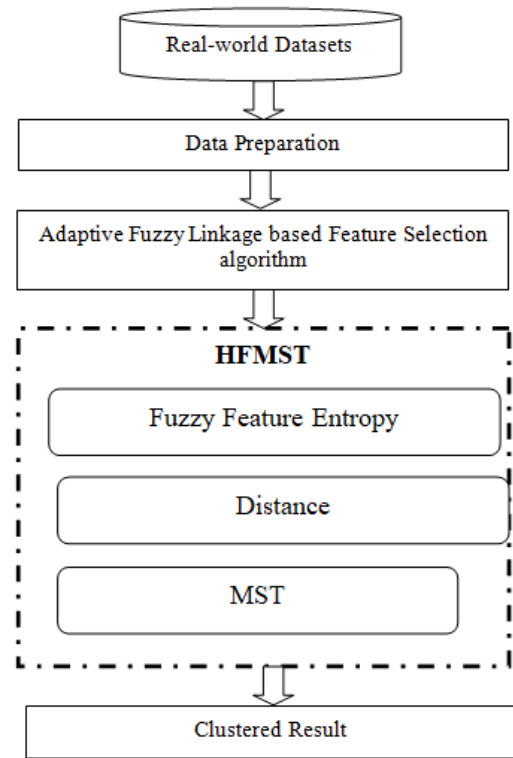 Real-world Datasets
Data Preparation
Adaptive Fuzzy Linkage based Feature Selection
algorithm
HFMST
Fuzzy Feature Entropy
Distance
MST
Clustered Result